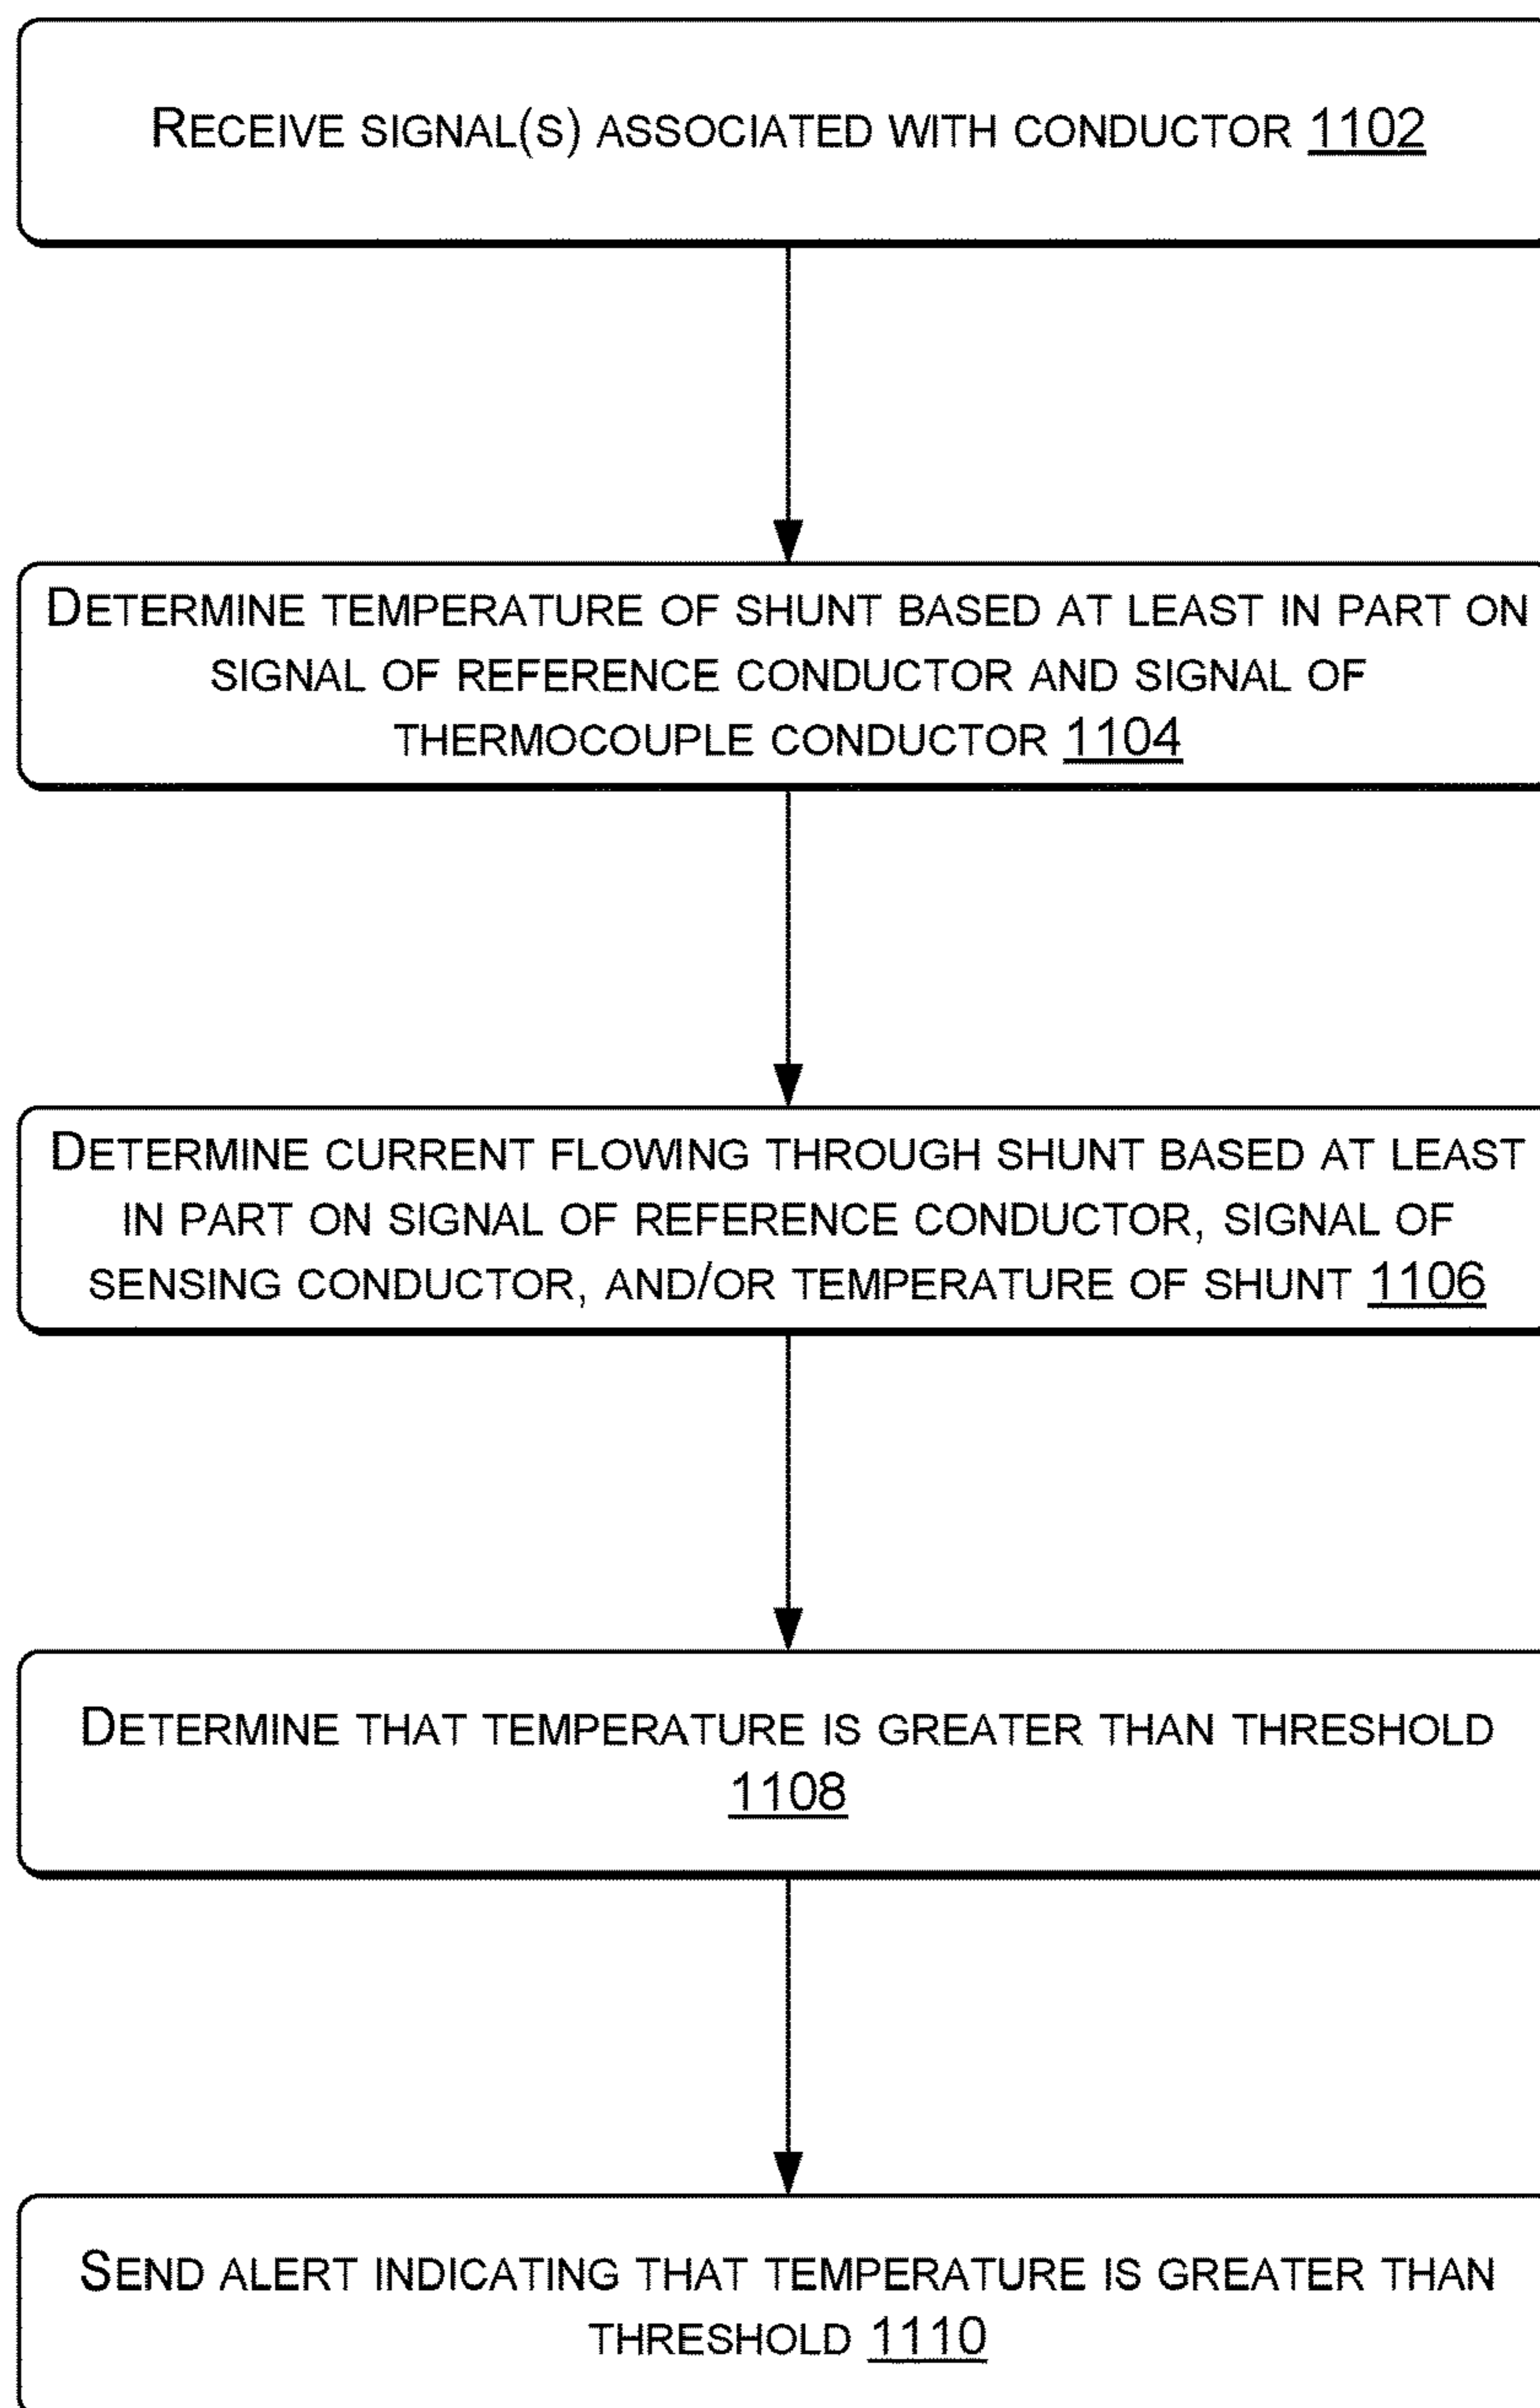 RECEIVE SIGNAL(S) ASSOCIATED WITH CONDUCTOR 1102
DETERMINE TEMPERATURE OF SHUNT BASED AT LEAST IN PART ON
SIGNAL OF REFERENCE CONDUCTOR AND SIGNAL OF
THERMOCOUPLE CONDUCTOR 1104
DETERMINE CURRENT FLOWING THROUGH SHUNT BASED AT LEAST
IN PART ON SIGNAL OF REFERENCE CONDUCTOR, SIGNAL OF
SENSING CONDUCTOR, AND/OR TEMPERATURE OF SHUNT 1106
DETERMINE THAT TEMPERATURE IS GREATER THAN THRESHOLD
1108
SEND ALERT INDICATING THAT TEMPERATURE IS GREATER THAN
THRESHOLD 1110